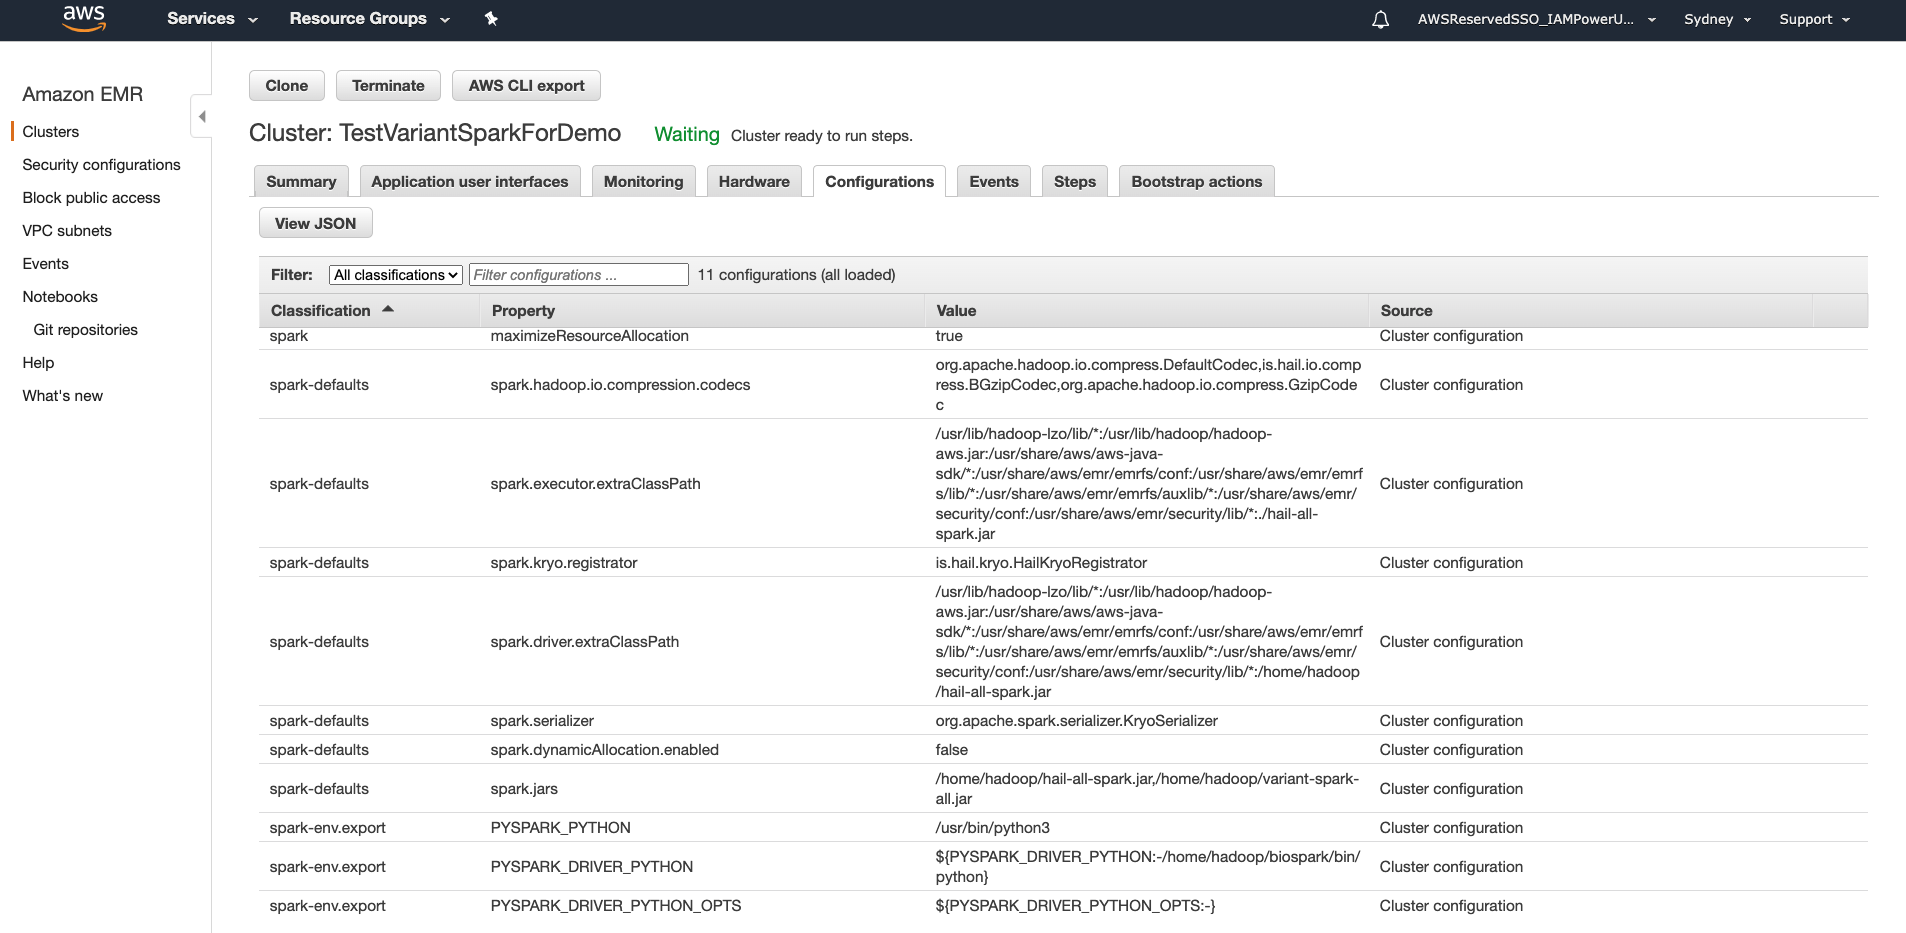 aws Services Resource Groups AWSReservedSSO_IAMPowerU... Sydney Support
Amazon EMR
Clusters
Security configurations
Block public access
VPC subnets
Events
Notebooks
Git repositories
Help
What's new
Clone Terminate AWS CLI export
Cluster: TestVariantSparkForDemo Waiting Cluster ready to run steps.
Summary Application user interfaces Monitoring Hardware Configurations Events Steps Bootstrap actions
View JSON
Filter: All classifications Filter configurations ... 11 configurations (all loaded)
Classification Property Value Source
spark maximizeResourceAllocation true Cluster configuration
org.apache.hadoop.io.compress.DefaultCodec,is.hail.io.comp
spark-defaults spark.hadoop.io.compression.codecs ress.BGzipCodec,org.apache.hadoop.io.compress.GzipCode Cluster configuration
c
/usr/lib/hadoop-lzo/lib/*:/usr/lib/hadoop/hadoop-
aws.jar:/usr/share/aws/aws-java-
sdk/*:/usr/share/aws/emr/emrfs/conf:/usr/share/aws/emr/emrf
spark-defaults spark.executor.extraClassPath Cluster configuration
s/lib/*:/usr/share/aws/emr/emrfs/auxlib/*:/usr/share/aws/emr/
security/conf:/usr/share/aws/emr/security/lib/*:./hail-all-
spark.jar
spark-defaults spark.kryo.registrator is.hail.kryo.HailKryoRegistrator Cluster configuration
/usr/lib/hadoop-lzo/lib/*:/usr/lib/hadoop/hadoop-
aws.jar:/usr/share/aws/aws-java-
sdk/*:/usr/share/aws/emr/emrfs/conf:/usr/share/aws/emr/emrf
spark-defaults spark.driver.extraClassPath Cluster configuration
s/lib/*:/usr/share/aws/emr/emrfs/auxlib/*:/usr/share/aws/emr/
security/conf:/usr/share/aws/emr/security/lib/*:/home/hadoop
/hail-all-spark.jar
spark-defaults spark.serializer org.apache.spark.serializer.KryoSerializer Cluster configuration
spark-defaults spark.dynamicAllocation.enabled false Cluster configuration
/home/hadoop/hail-all-spark.jar,/home/hadoop/variant-spark-
spark-defaults spark.jars Cluster configuration
all.jar
spark-env.export PYSPARK_PYTHON /usr/bin/python3 Cluster configuration
${PYSPARK_DRIVER_PYTHON:-/home/hadoop/biospark/bin/
spark-env.export PYSPARK_DRIVER_PYTHON Cluster configuration
python}
spark-env.export PYSPARK_DRIVER_PYTHON_OPTS ${PYSPARK_DRIVER_PYTHON_OPTS:-} Cluster configuration